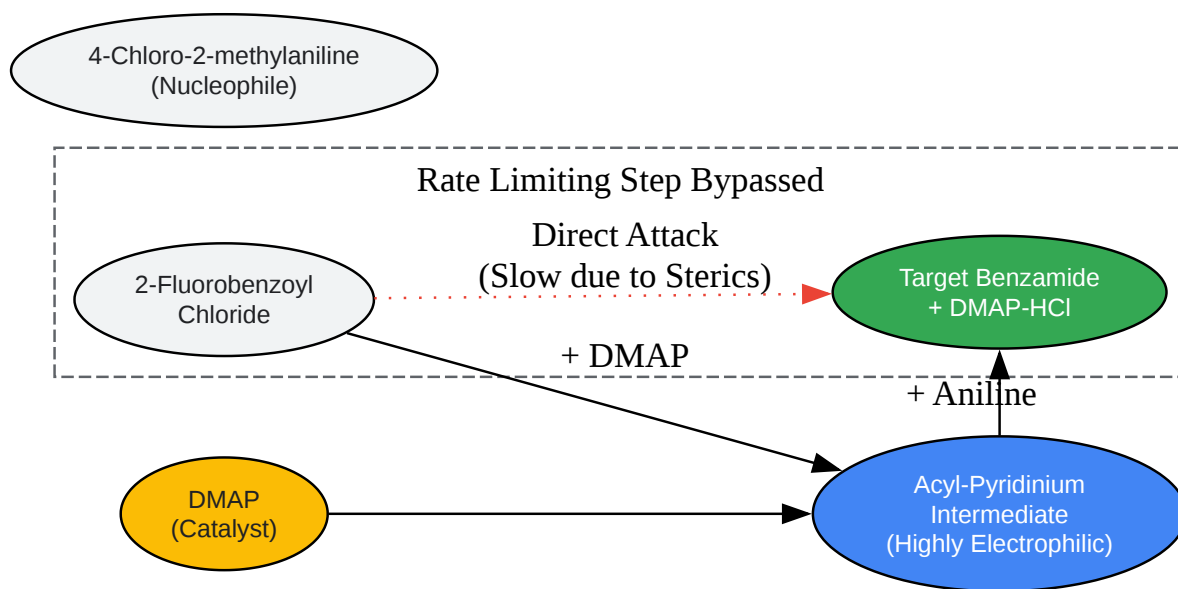 4-Chloro-2-methylaniline
(Nucleophile)
Rate Limiting Step Bypassed
Direct Attack
(Slow due to Sterics)
2-Fluorobenzoyl
Chloride
Target Benzamide
+ DMAP-HCl
+ DMAP
+ Aniline
DMAP
(Catalyst)
Acyl-Pyridinium
Intermediate
(Highly Electrophilic)